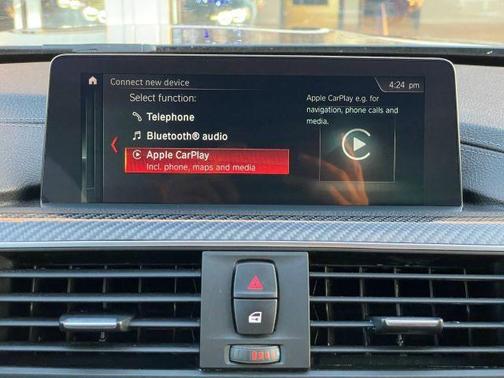 Connect new device
4:24 pm
Select function:
Telephone
Bluetooth® audio
Apple CarPlay
Incl. phone, maps and media
Apple CarPlay e.g. for
navigation, phone calls and
media.